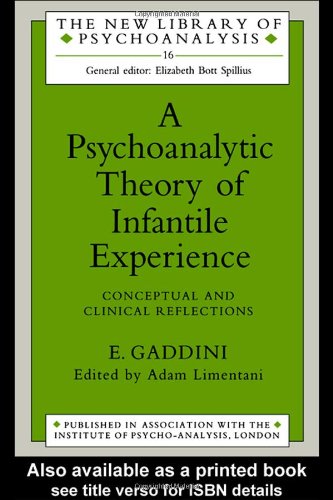 THE NEW LIBRARY OF
PSYCHOANALYSIS
16
General editor: Elizabeth Bott Spillius
A
Psychoanalytic
Theory of
Infantile
Experience
CONCEPTUAL AND
CLINICAL REFLECTIONS
E. GADDINI
Edited by Adam Limentani
PUBLISHED IN ASSOCIATION WITH THE
INSTITUTE OF PSYCHO-ANALYSIS, LONDON
Also available as a printed book
see title verso for ISBN details